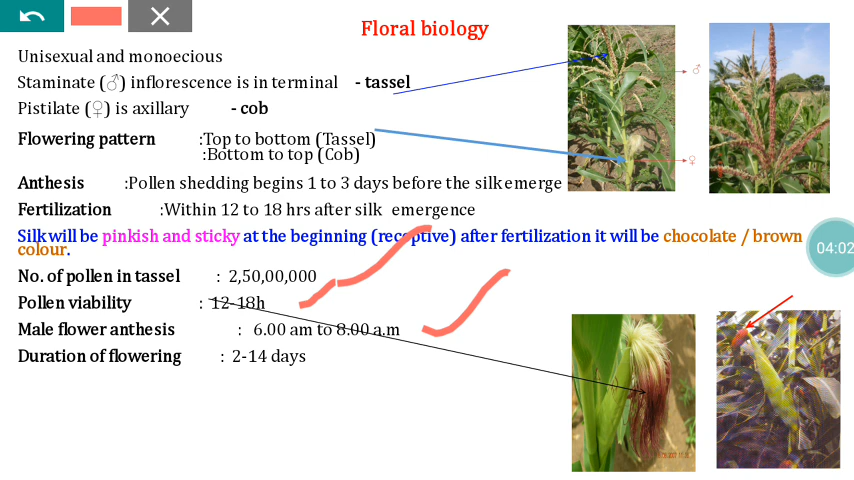 Floral biology
Unisexual and monoecious
Staminate (♂) inflorescence is in terminal - tassel
Pistilate (♀) is axillary - cob
Flowering pattern :Top to bottom (Tassel)
:Bottom to top (Cob)
Anthesis :Pollen shedding begins 1 to 3 days before the silk emerge
Fertilization :Within 12 to 18 hrs after silk emergence
Silk will be pinkish and sticky at the beginning (receptive) after fertilization it will be chocolate / brown
colour.
No. of pollen in tassel : 2,50,00,000
Pollen viability : 12-18h
Male flower anthesis : 6.00 am to 8.00 a.m
Duration of flowering : 2-14 days
♂
♀
04:02